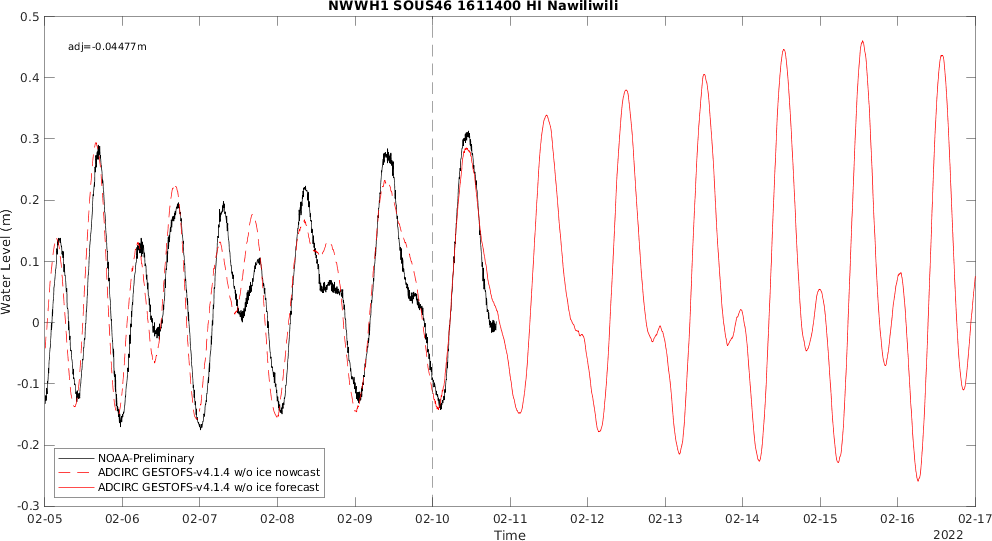 NWWH1 SOUS46 1611400 HI Nawiliwili
adj=-0.04477m
0.5
0.4
0.3
0.2
0.1
0
-0.1
-0.2
-0.3
Water Level (m)
NOAA-Preliminary
ADCIRC GESTOFS-v4.1.4 w/o ice nowcast
ADCIRC GESTOFS-v4.1.4 w/o ice forecast
02-05 02-06 02-07 02-08 02-09 02-10 02-11 02-12 02-13 02-14 02-15 02-16 02-17
Time
2022